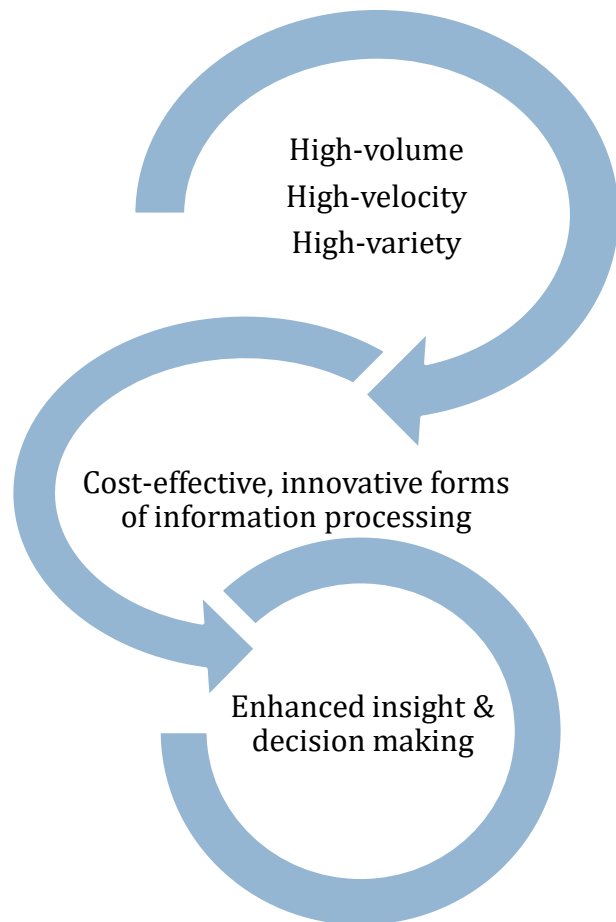 High-volume
High-velocity
High-variety
Cost-effective, innovative forms
of information processing
Enhanced insight &
decision making